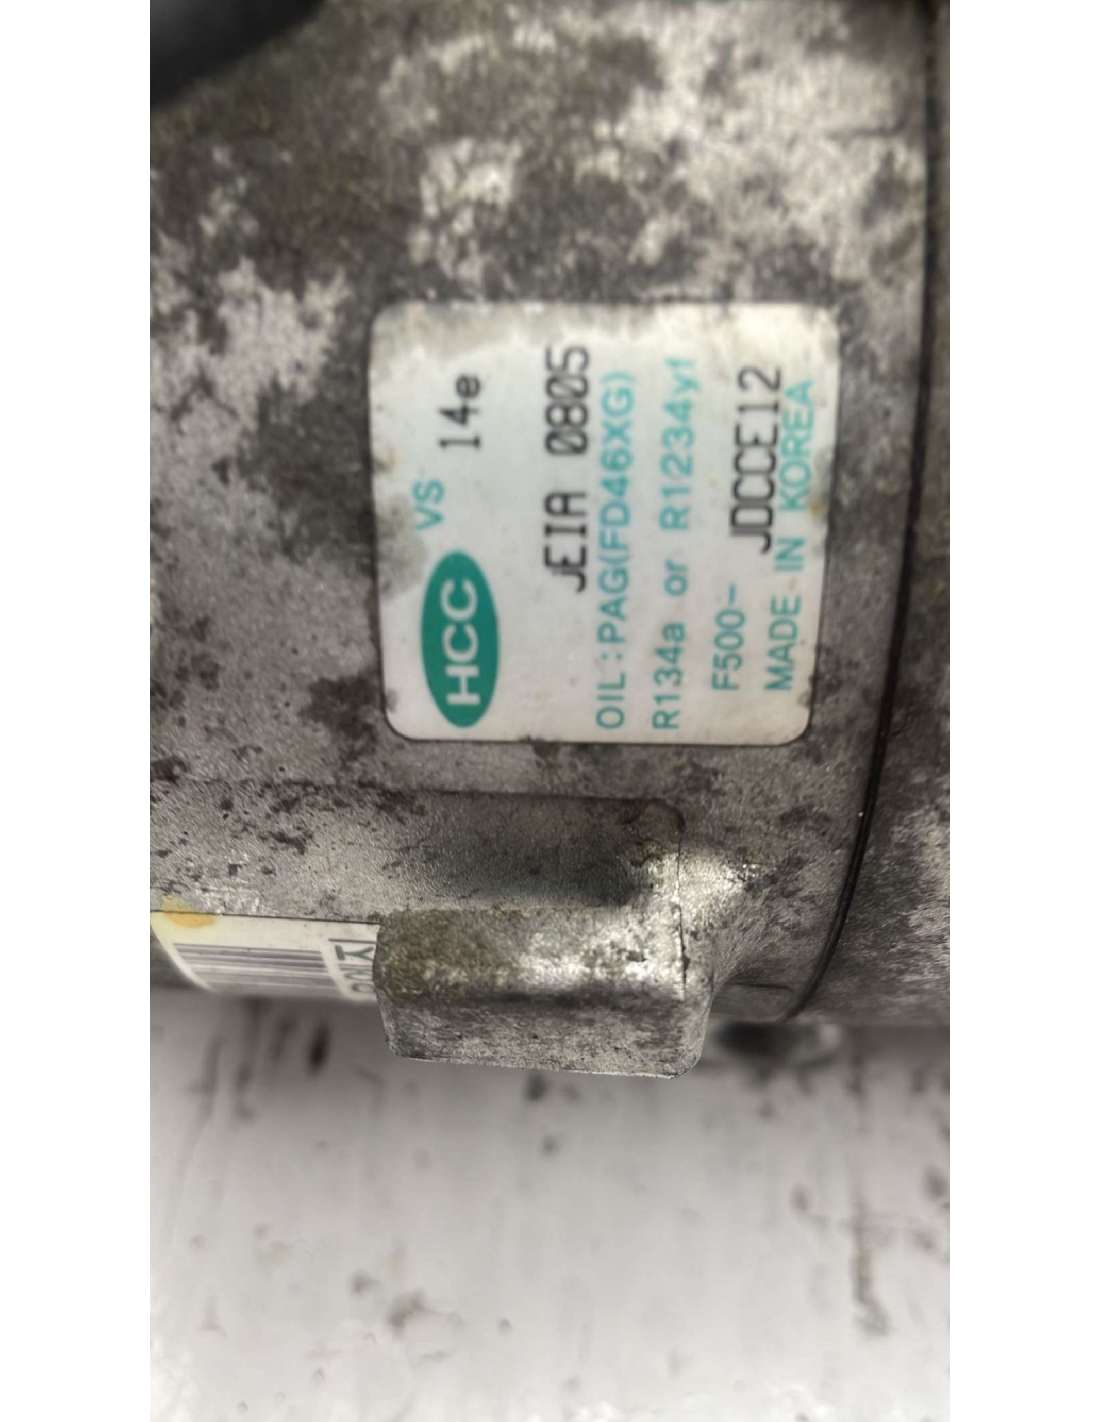 HCC VS 14e
JEIA 0805
OIL:PAG(FD46XG)
R134a or R1234yf
F500- JDCCE12
MADE IN KOREA